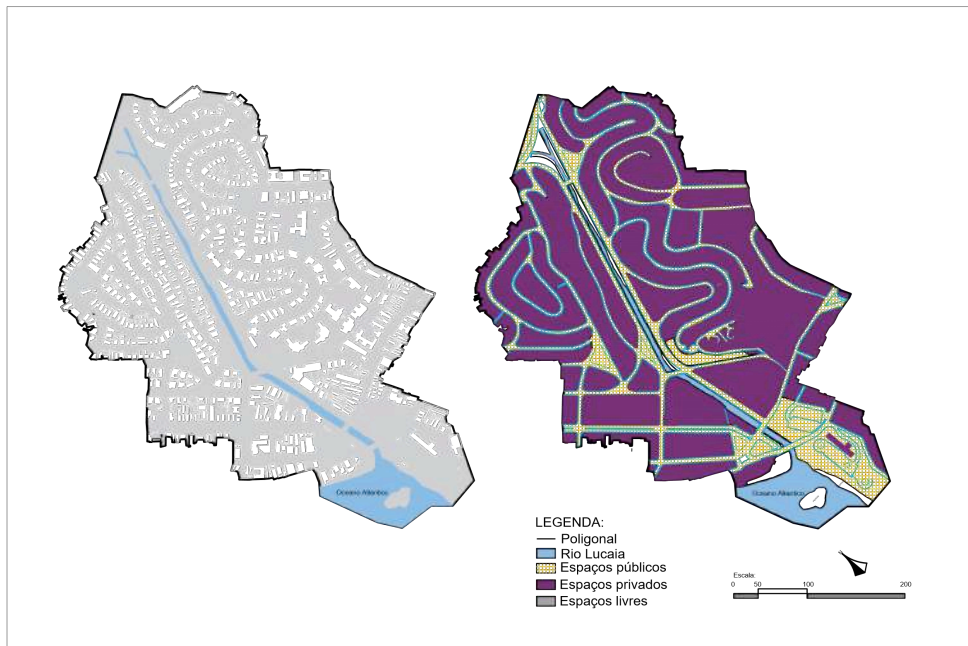 Oceano Atlântico
Oceano Atlântico
LEGENDA:
Poligonal
Rio Lucaia
Espaços públicos
Espaços privados
Espaços livres
Escala:
0 50 100 200